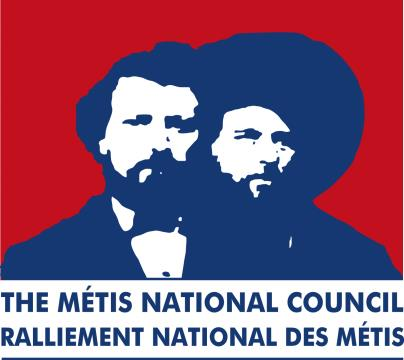 THE MÉTIS NATIONAL COUNCIL
RALLIEMENT NATIONAL DES MÉTIS